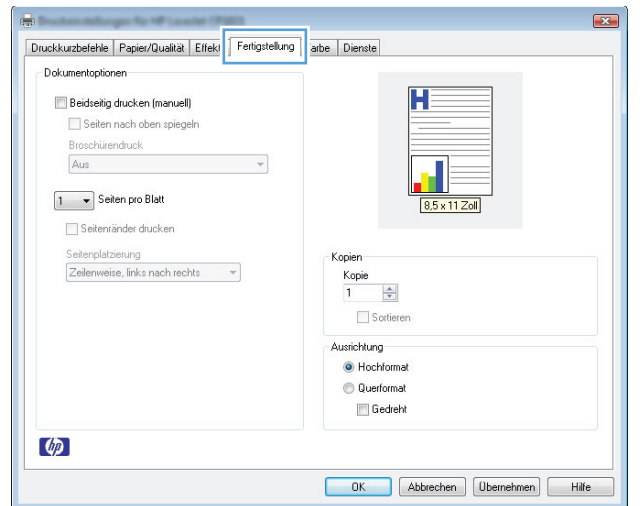 Druckkurzbefehle Papier/Qualität Effekt Fertigstellung arbe Dienste
Dokumentoptionen
Beidseitig drucken (manuell)
Seiten nach oben spiegeln
Broschürendruck
Aus
1 Seiten pro Blatt
Seitenränder drucken
Seitenplatzierung
Zeilenweise, links nach rechts
H
8,5 x 11 Zoll
Kopien
Kopie
1
Sortieren
Ausrichtung
Hochformat
Querformat
Gedreht
hp
OK Abbrechen Übernehmen Hilfe